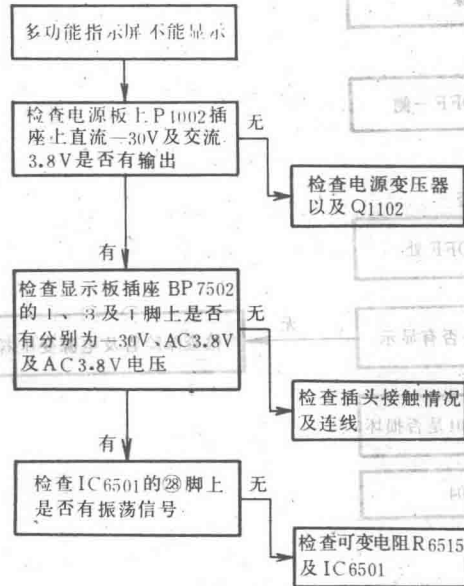 多功能指示屏不能显示
检查电源板上P1002插
座上直流—30V及交流
3.8V是否有输出
无
检查电源变压器
以及Q1102
有
检查显示板插座BP7502
的1、3及1脚上是否
有分别为—30V、AC3.8V
及AC3.8V电压
无
检查插头接触情况
及连线
有
检查IC6501的㉘脚上
是否有振荡信号
无
检查可变电阻R6515
及IC6501